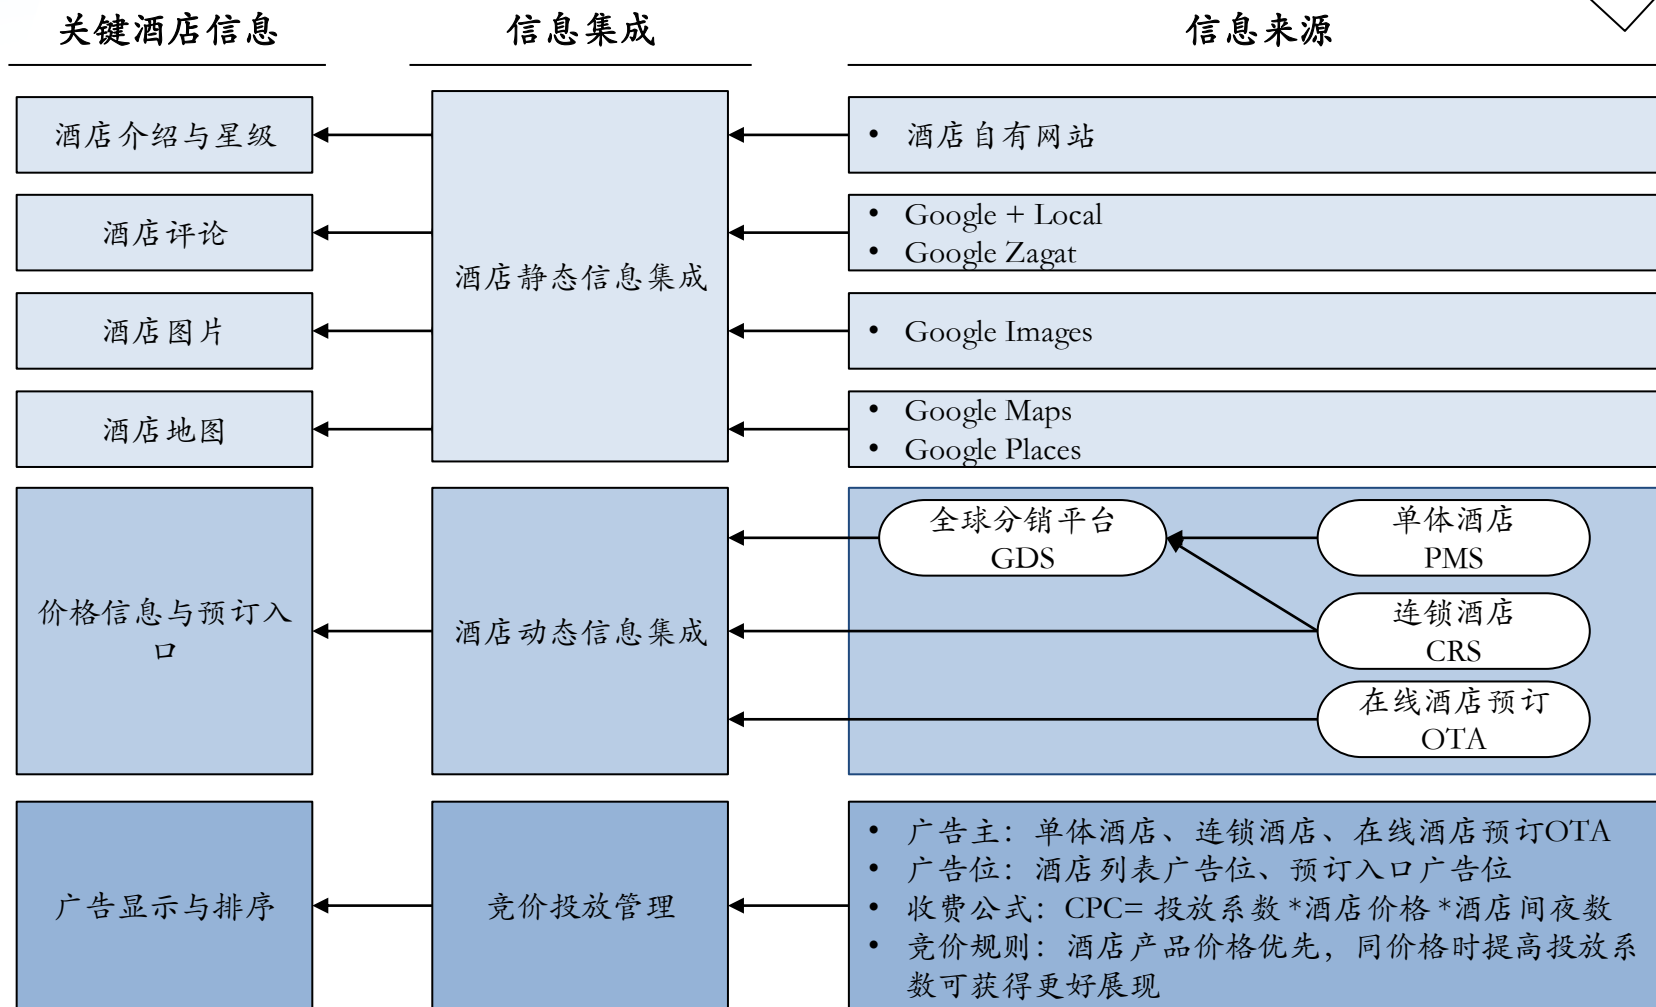 关键酒店信息
信息集成
信息来源
酒店介绍与星级
酒店评论
酒店图片
酒店地图
酒店静态信息集成
• 酒店自有网站
• Google + Local
• Google Zagat
• Google Images
• Google Maps
• Google Places
价格信息与预订入
口
酒店动态信息集成
全球分销平台
GDS
单体酒店
PMS
连锁酒店
CRS
在线酒店预订
OTA
广告显示与排序
竞价投放管理
• 广告主：单体酒店、连锁酒店、在线酒店预订OTA
• 广告位：酒店列表广告位、预订入口广告位
• 收费公式：CPC= 投放系数 *酒店价格 *酒店间夜数
• 竞价规则：酒店产品价格优先，同价格时提高投放系
数可获得更好展现